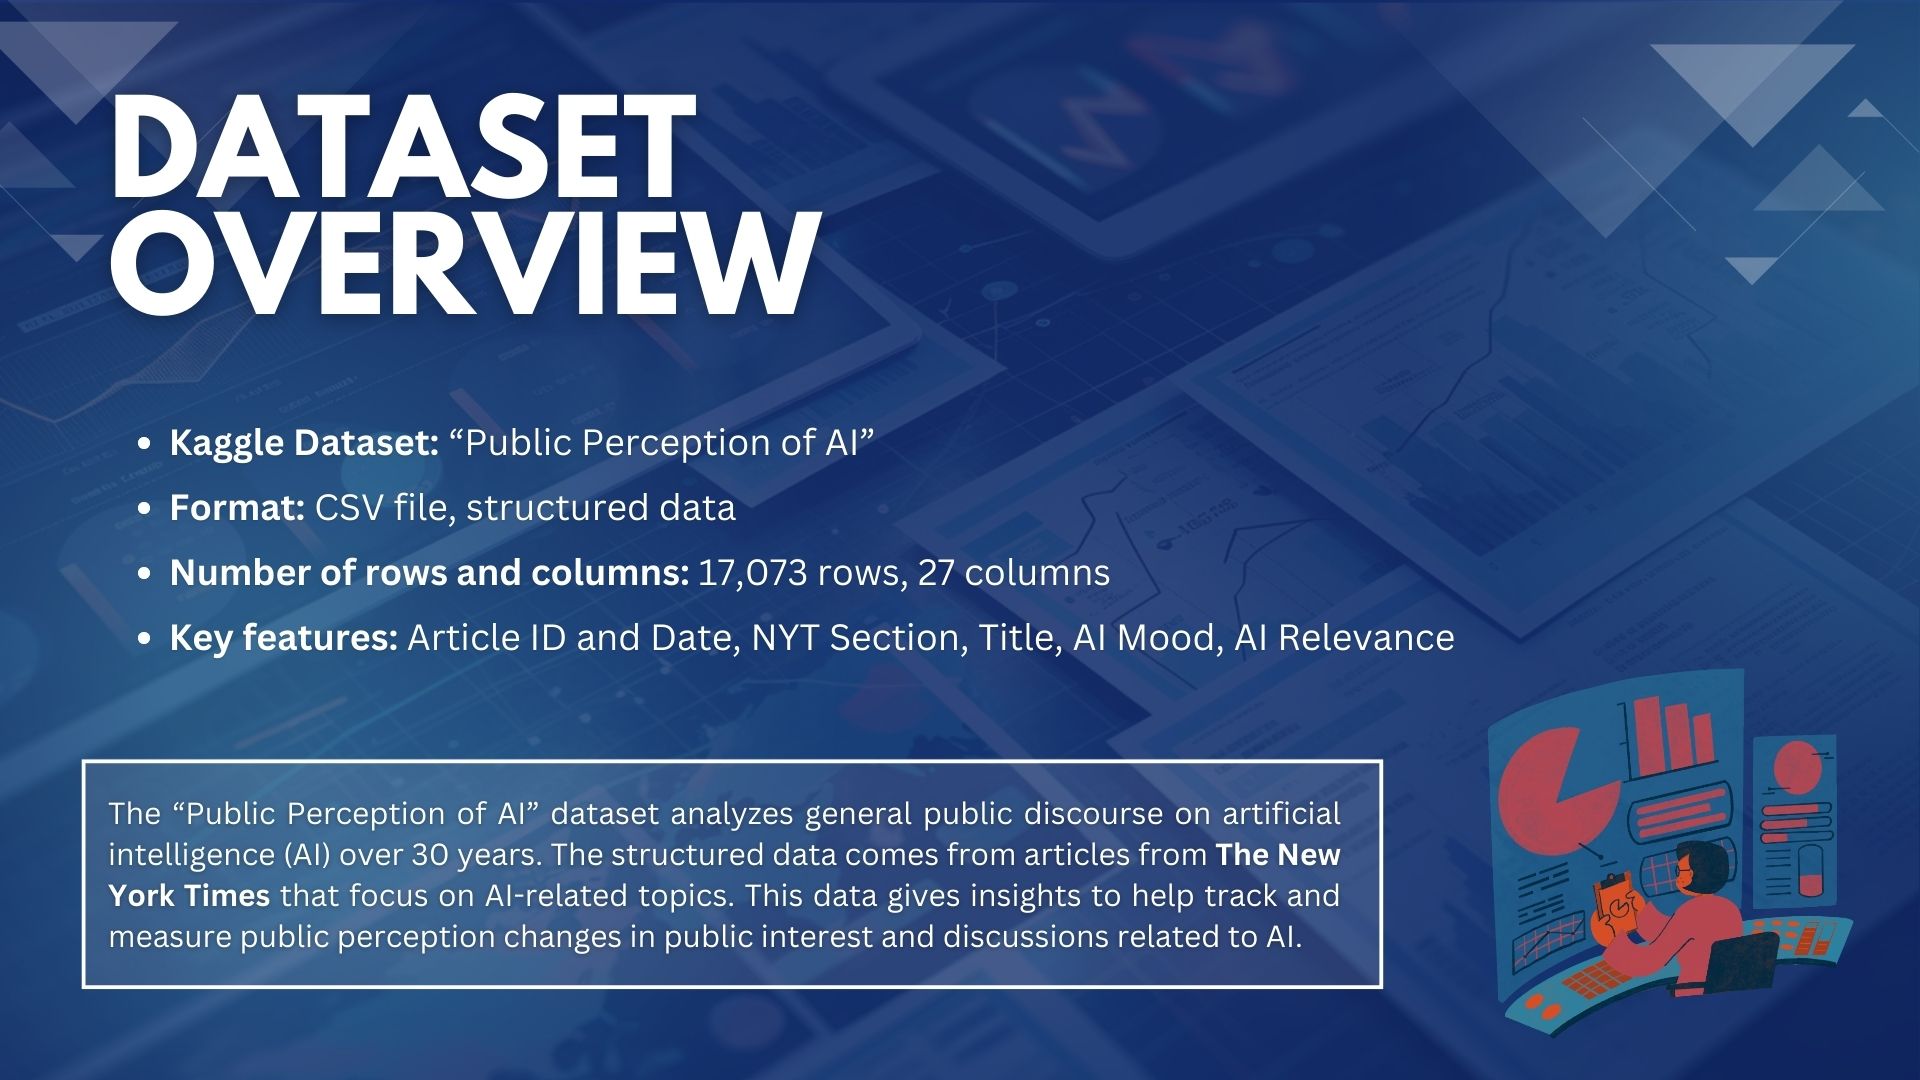 DATASET
OVERVIEW
• Kaggle Dataset: “Public Perception of AI”
• Format: CSV file, structured data
• Number of rows and columns: 17,073 rows, 27 columns
• Key features: Article ID and Date, NYT Section, Title, AI Mood, AI Relevance
The “Public Perception of AI” dataset analyzes general public discourse on artificial
intelligence (AI) over 30 years. The structured data comes from articles from The New
York Times that focus on AI-related topics. This data gives insights to help track and
measure public perception changes in public interest and discussions related to AI.